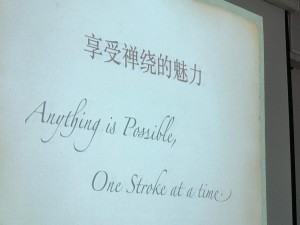 享受禅绕的魅力
Anything is Possible,
One Stroke at a time.